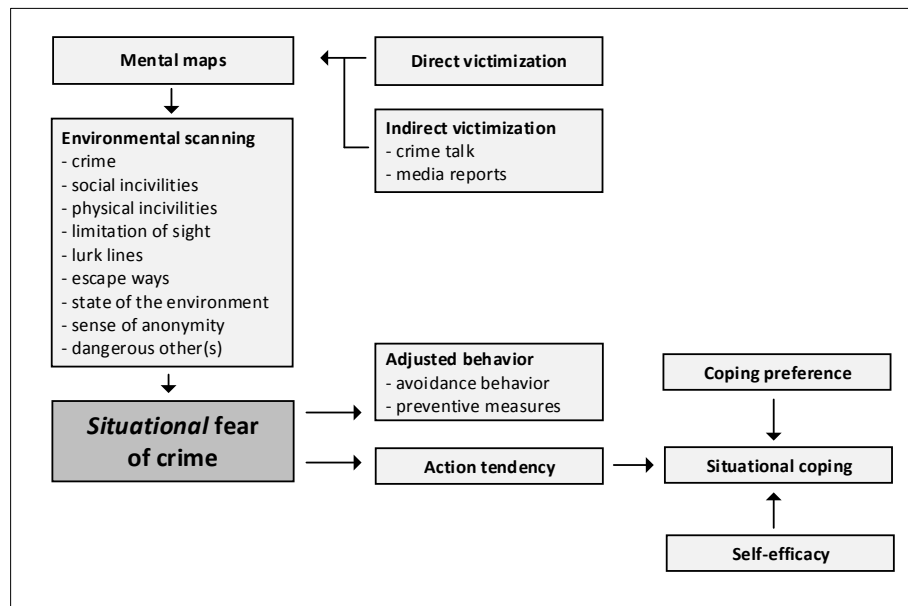 Mental maps
Direct victimization
Indirect victimization
- crime talk
- media reports
Environmental scanning
- crime
- social incivilities
- physical incivilities
- limitation of sight
- lurk lines
- escape ways
- state of the environment
- sense of anonymity
- dangerous other(s)
Situational fear
of crime
Adjusted behavior
- avoidance behavior
- preventive measures
Action tendency
Coping preference
Situational coping
Self-efficacy